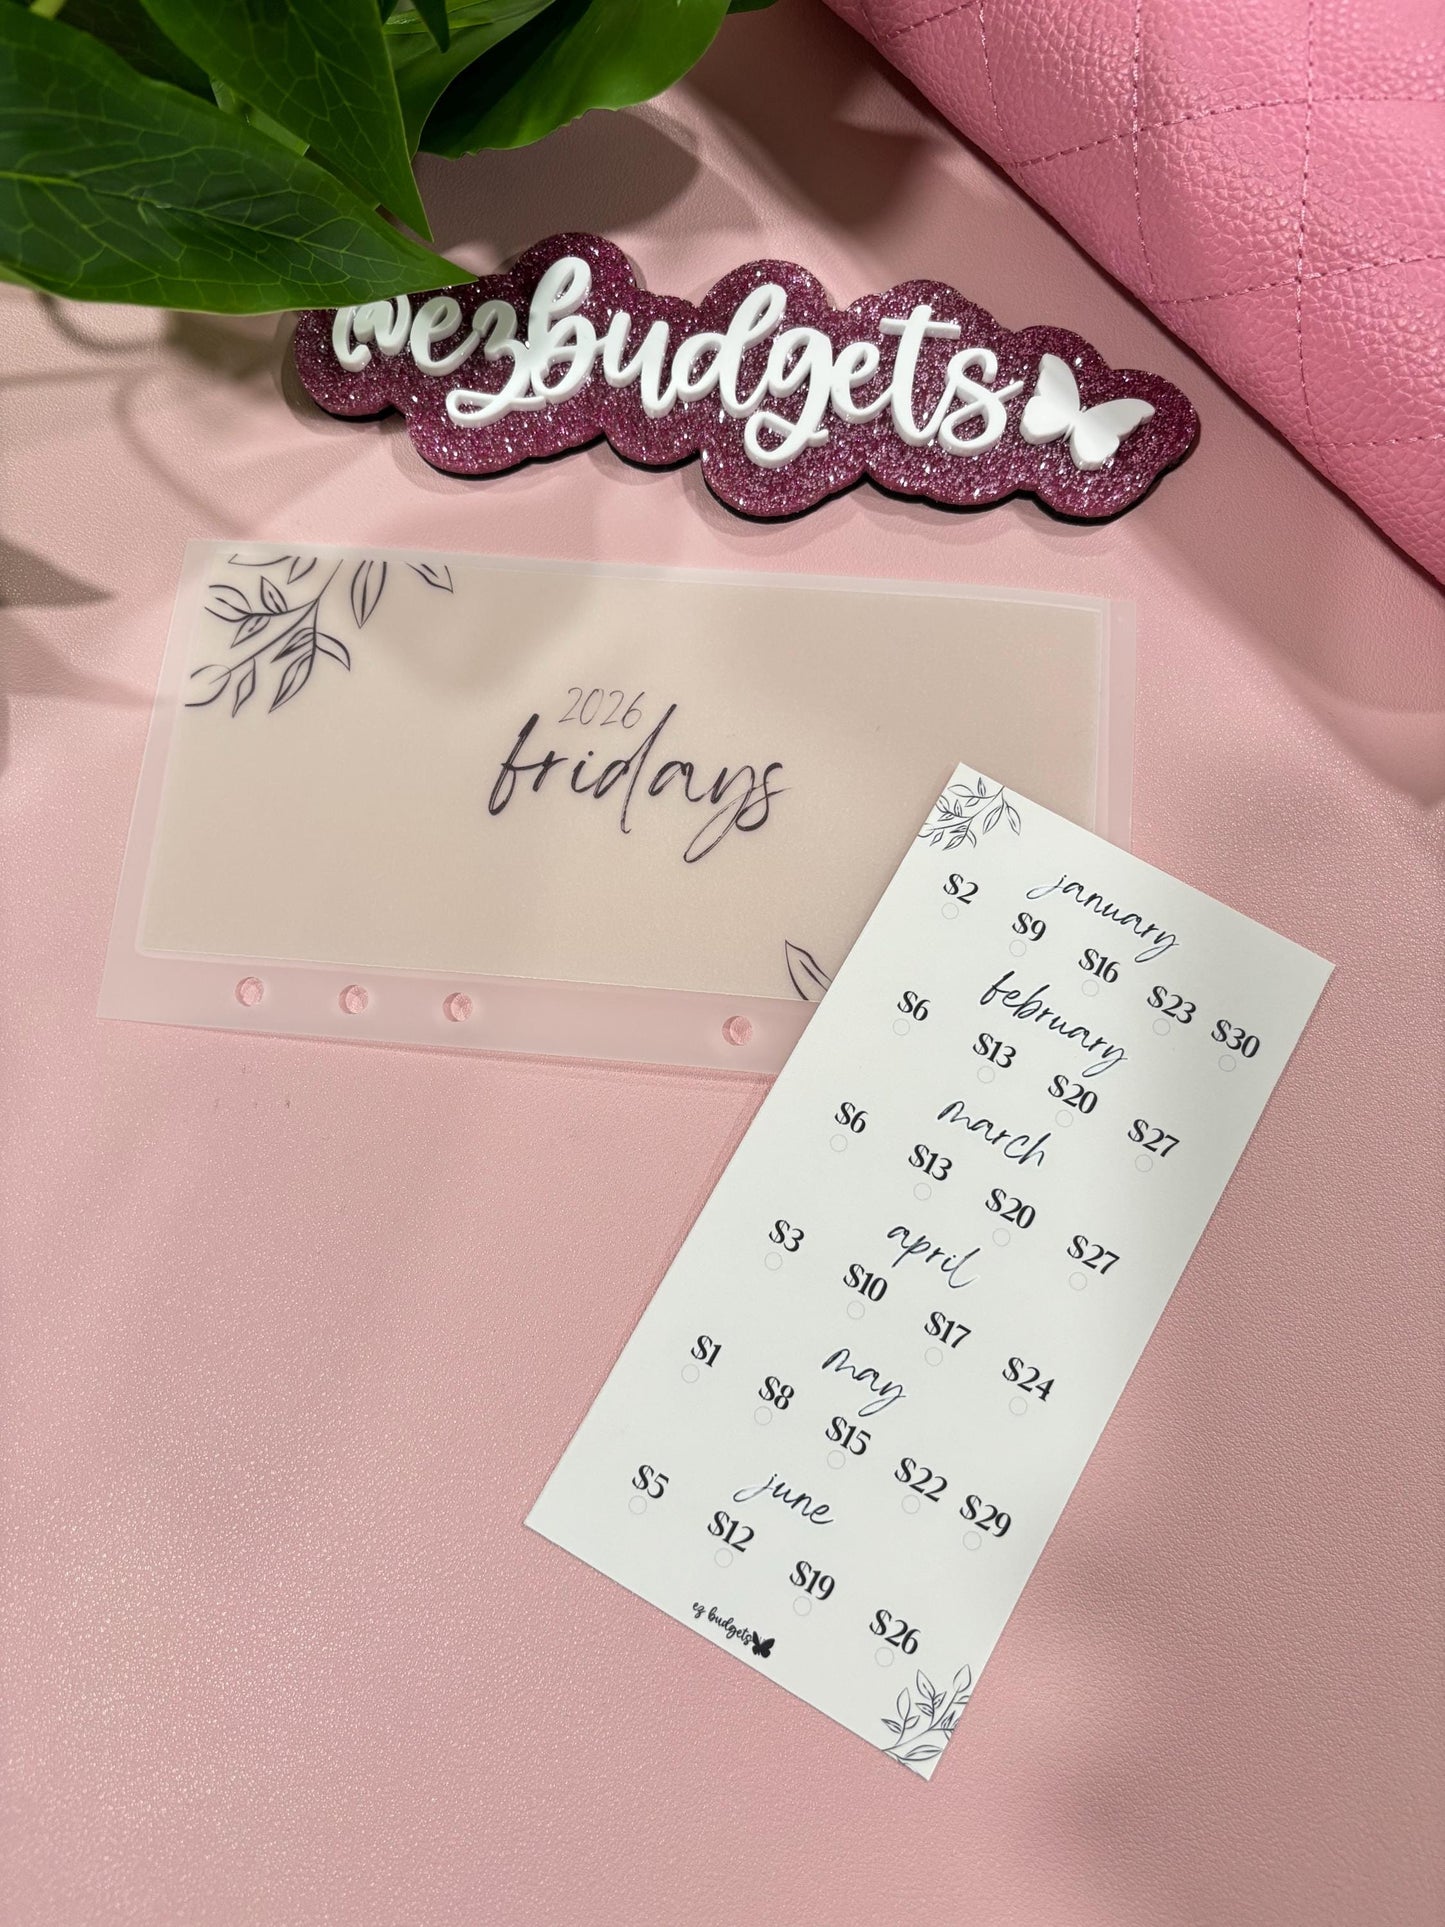 @ezbudgets
2026
fridays
january
$2 $9 $16 $23 $30
february
$6 $13 $20 $27
march
$6 $13 $20 $27
april
$3 $10 $17 $24
may
$1 $8 $15 $22 $29
june
$5 $12 $19 $26
ez budgets